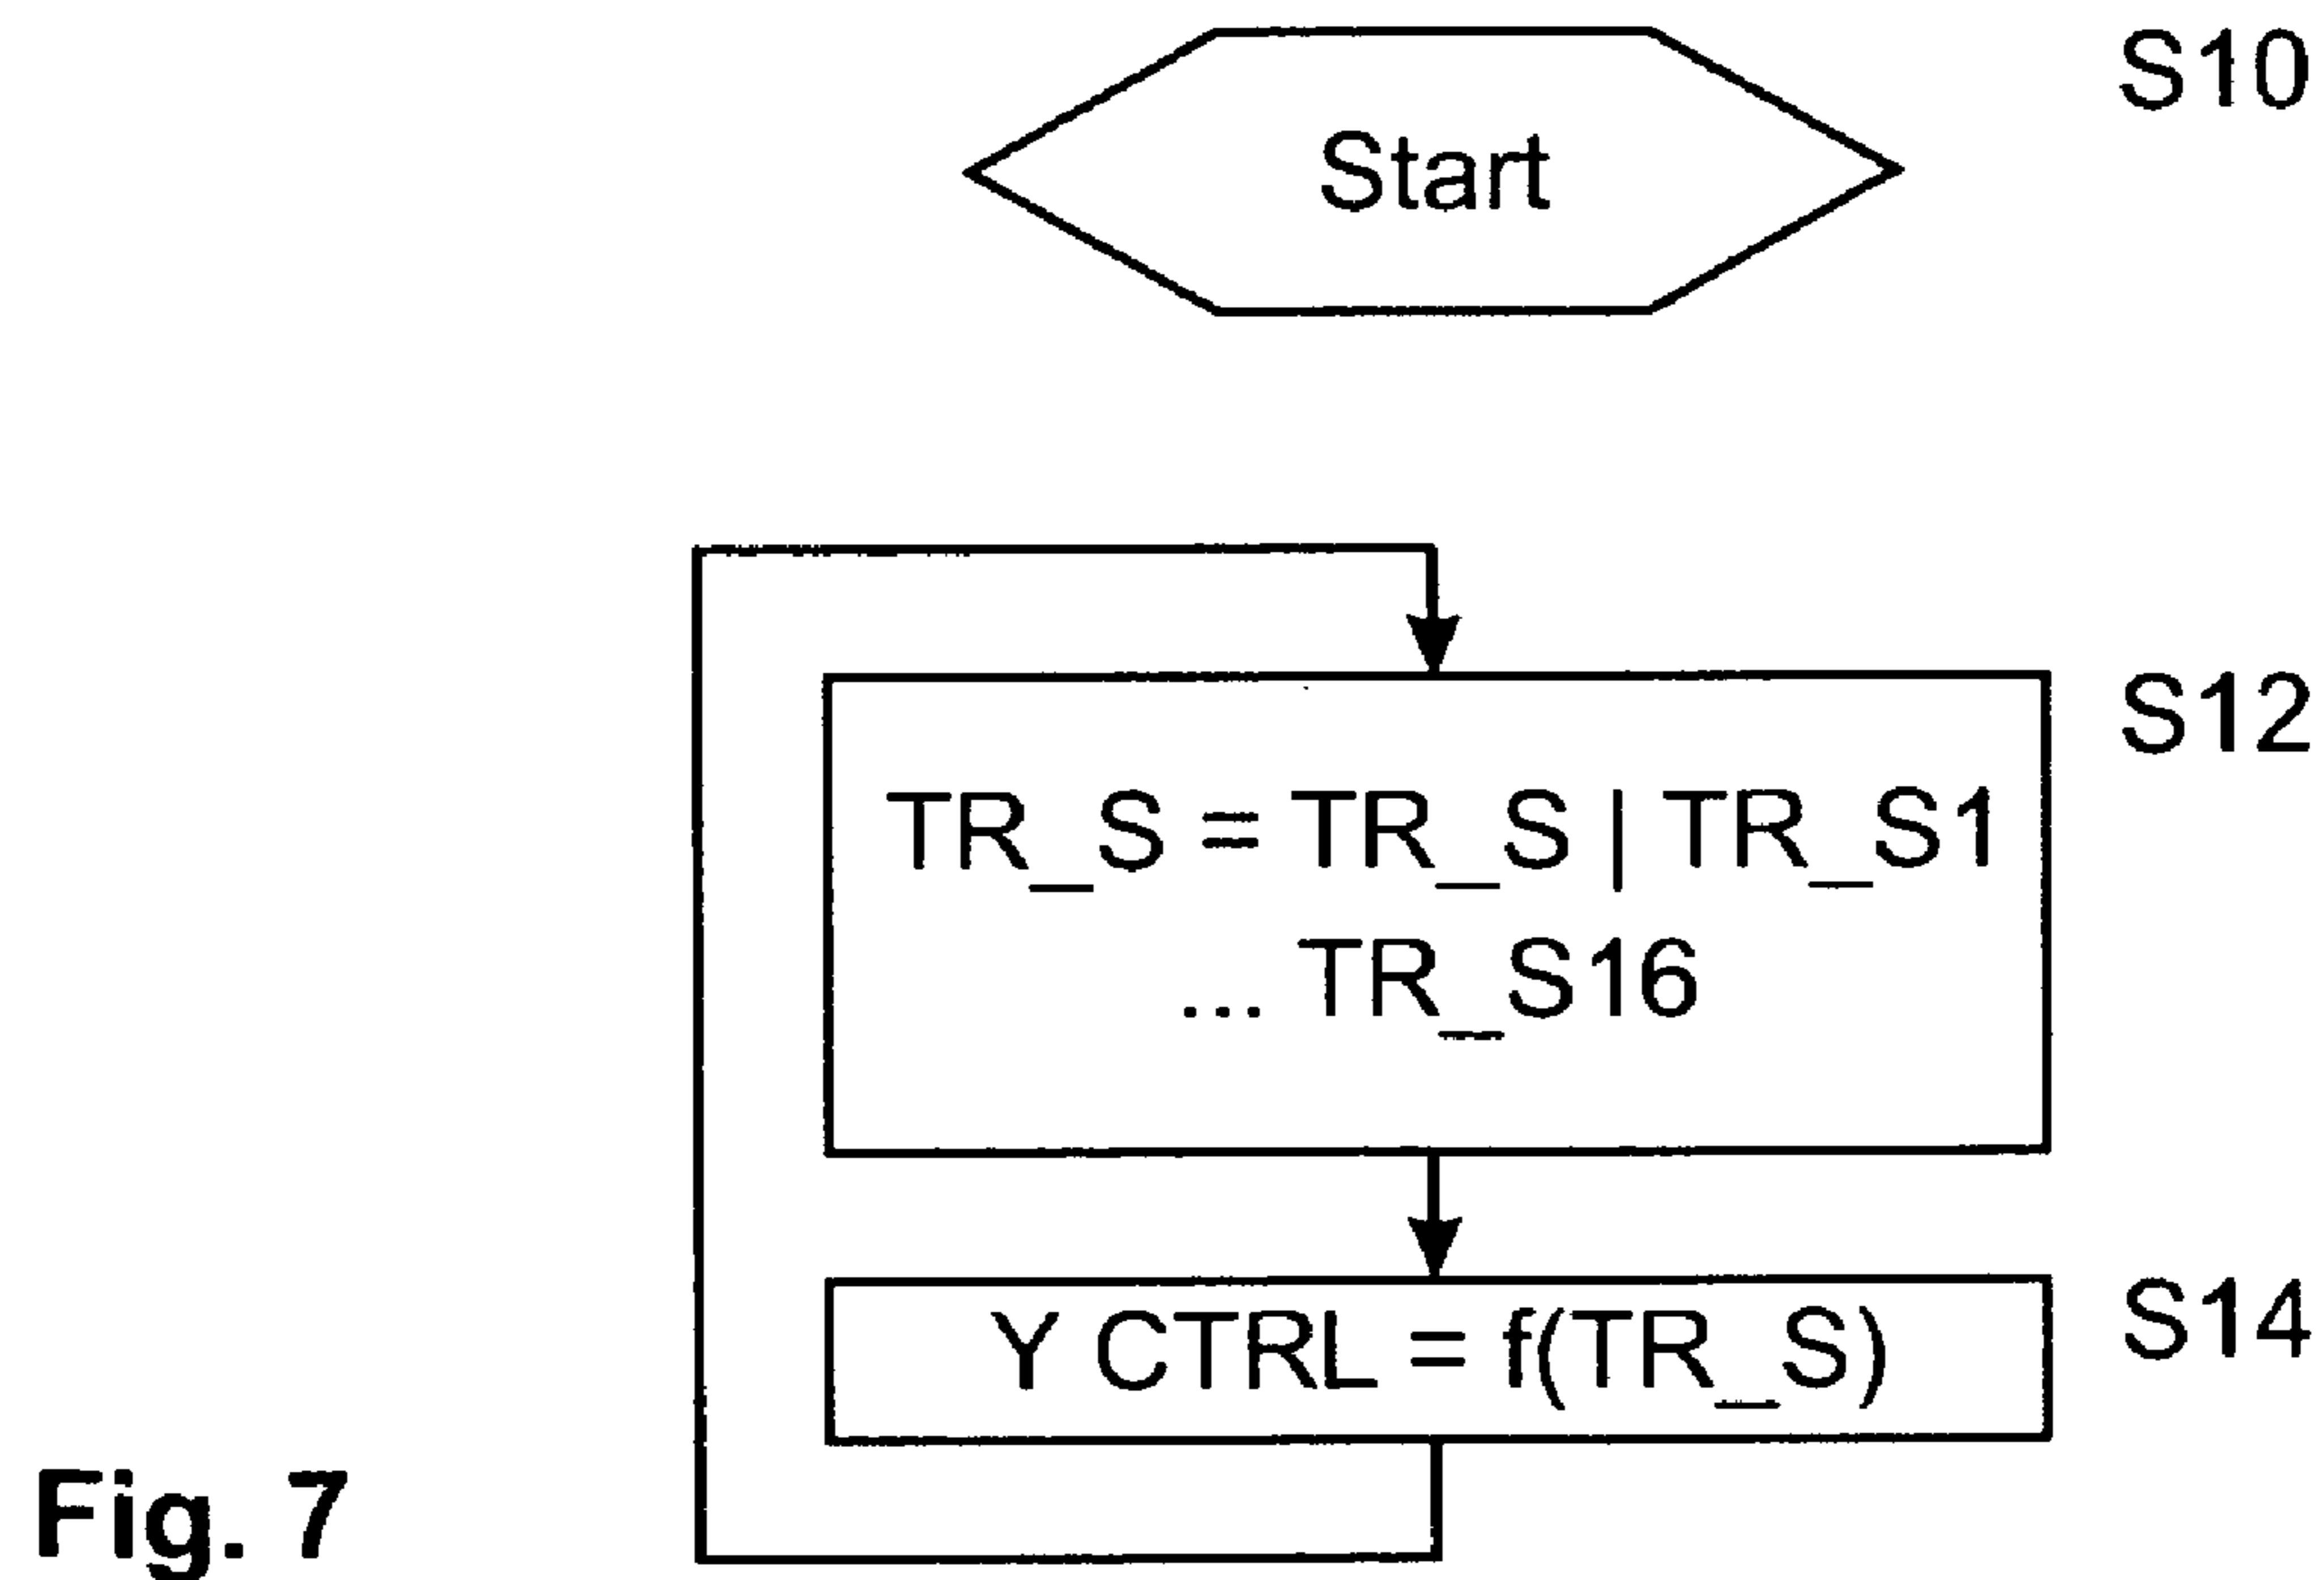 S10
Start
S12
TR_S = TR_S | TR_S1
... TR_S16
S14
Y CTRL = f(TR_S)
Fig. 7